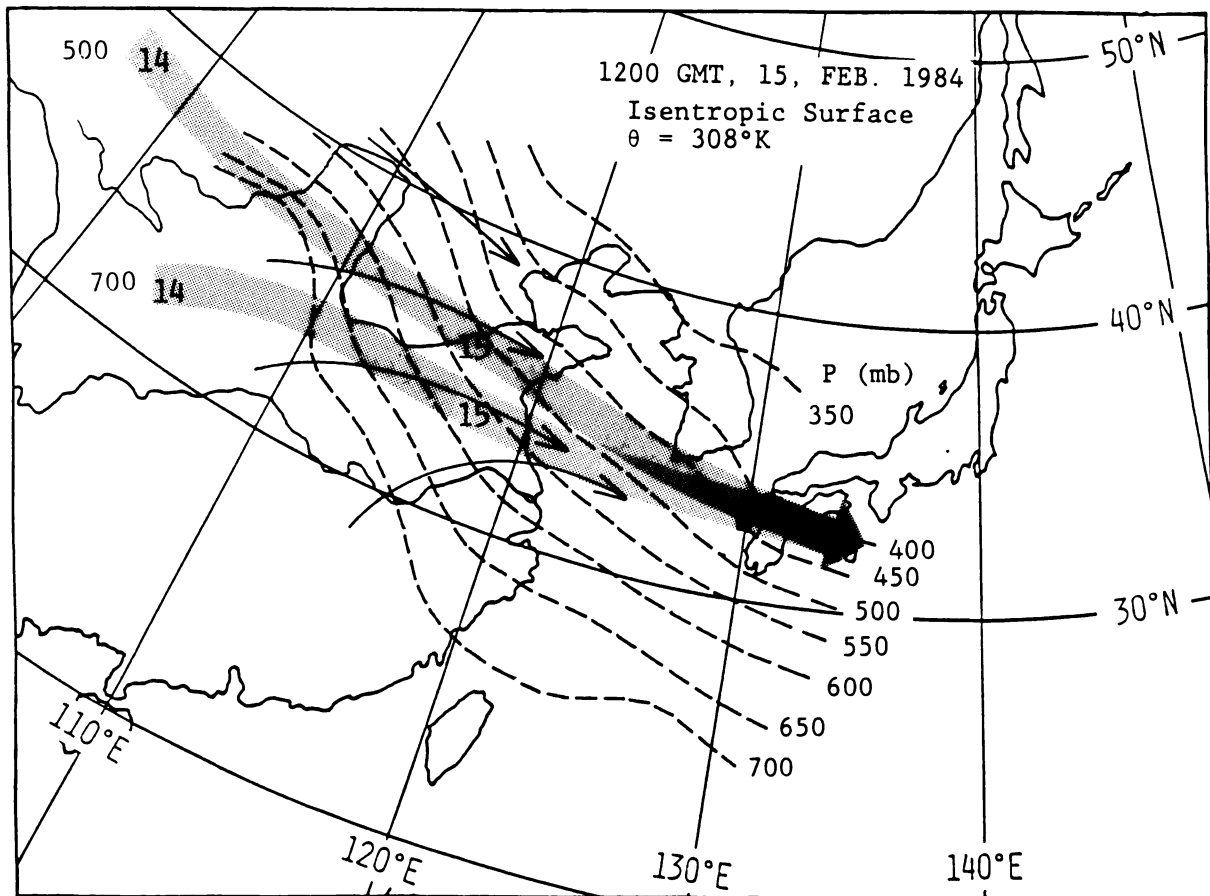 500
14
1200 GMT, 15, FEB. 1984
Isentropic Surface
θ = 308°K
50°N
700
14
15
15
40°N
P (mb)
350
400
450
500
30°N
550
600
650
700
110°E
120°E
130°E
140°E